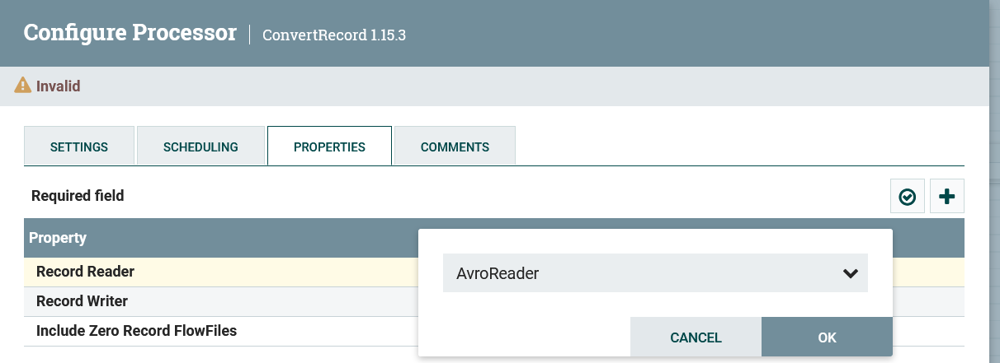 Configure Processor | ConvertRecord 1.15.3
Invalid
SETTINGS SCHEDULING PROPERTIES COMMENTS
Required field
Property
AvroReader
Record Reader
Record Writer
Include Zero Record FlowFiles
CANCEL OK